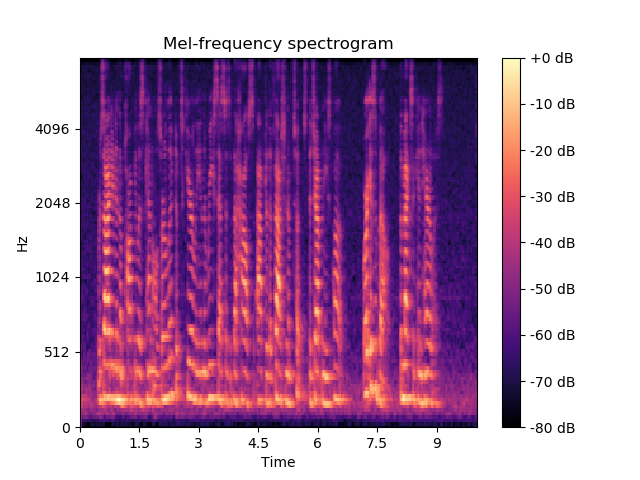 Mel-frequency spectrogram
+0 dB
4096
-10 dB
-20 dB
2048
-30 dB
Hz
-40 dB
1024
-50 dB
-60 dB
512
-70 dB
0
-80 dB
0 1.5 3 4.5 6 7.5 9
Time